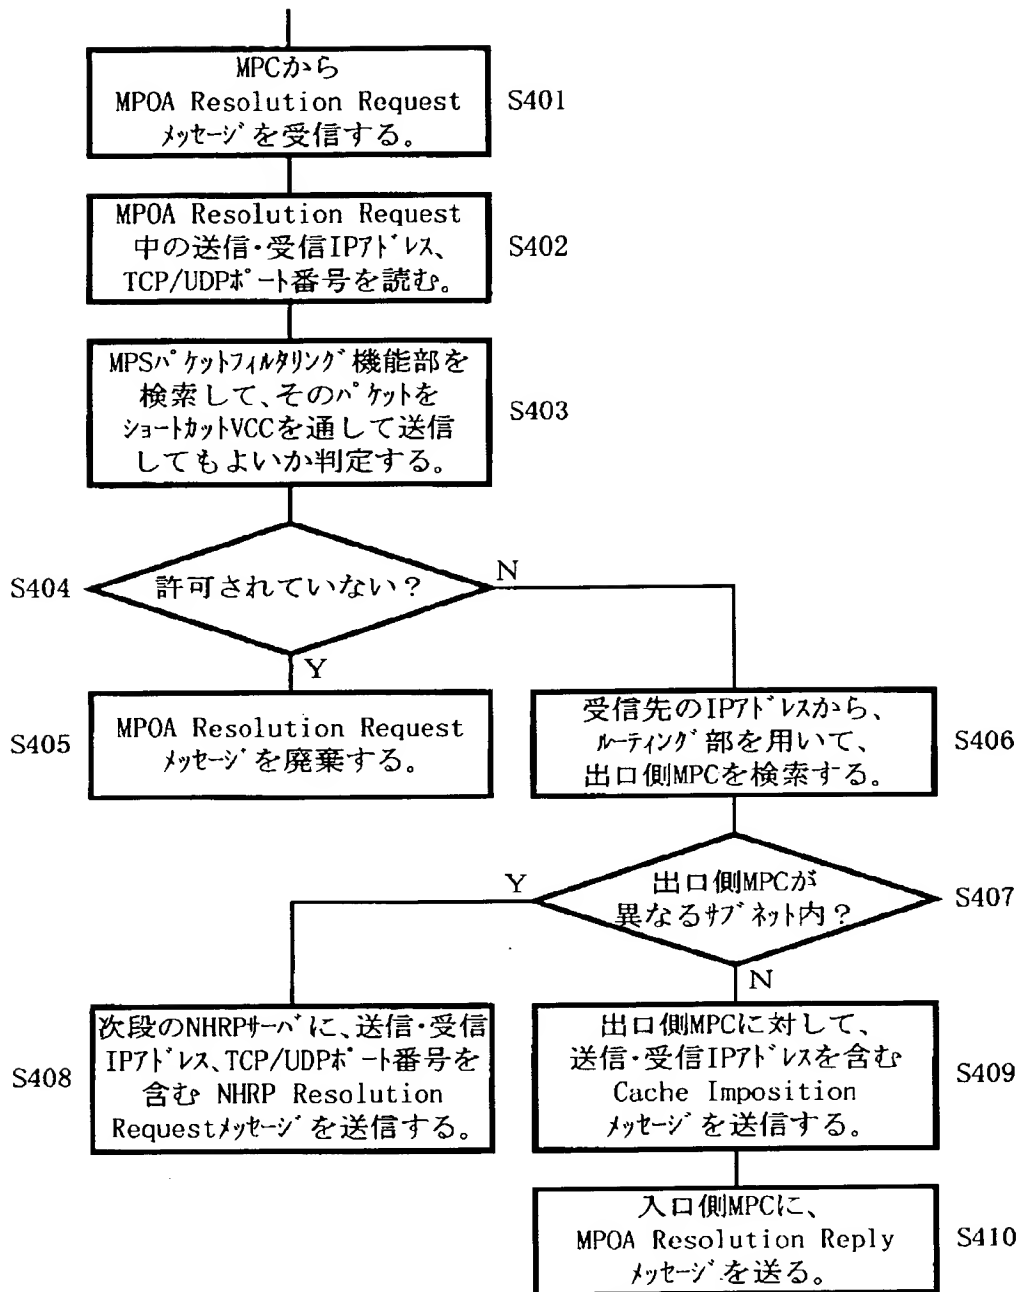 MPCから
MPOA Resolution Request
メッセージを受信する。
S401
MPOA Resolution Request
中の送信・受信IPアドレス、
TCP/UDPポート番号を読む。
S402
MPSパケットフィルタリング機能部を
検索して、そのパケットを
ショートカットVCCを通して送信
してもよいか判定する。
S403
S404
許可されていない？
N
Y
S405
MPOA Resolution Request
メッセージを廃棄する。
受信先のIPアドレスから、
ルーティング部を用いて、
出口側MPCを検索する。
S406
Y
出口側MPCが
異なるサブネット内？
S407
N
S408
次段のNHRPサーバに、送信・受信
IPアドレス、TCP/UDPポート番号を
含む NHRP Resolution
Requestメッセージを送信する。
出口側MPCに対して、
送信・受信IPアドレスを含む
Cache Imposition
メッセージを送信する。
S409
入口側MPCに、
MPOA Resolution Reply
メッセージを送る。
S410